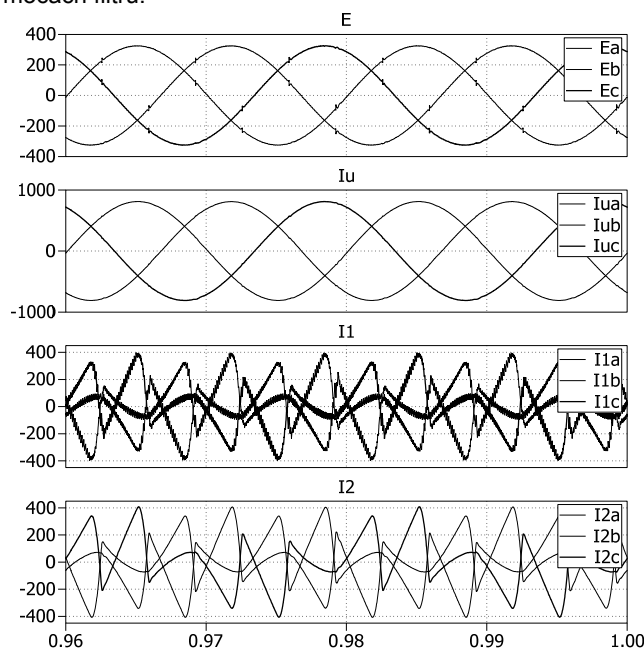 mocach filtru.
E
400
200
0
-200
-400
Ea
Eb
Ec
Iu
1000
0
-1000
Iua
Iub
Iuc
I1
400
200
0
-200
-400
I1a
I1b
I1c
I2
400
200
0
-200
-400
I2a
I2b
I2c
0.96 0.97 0.98 0.99 1.00